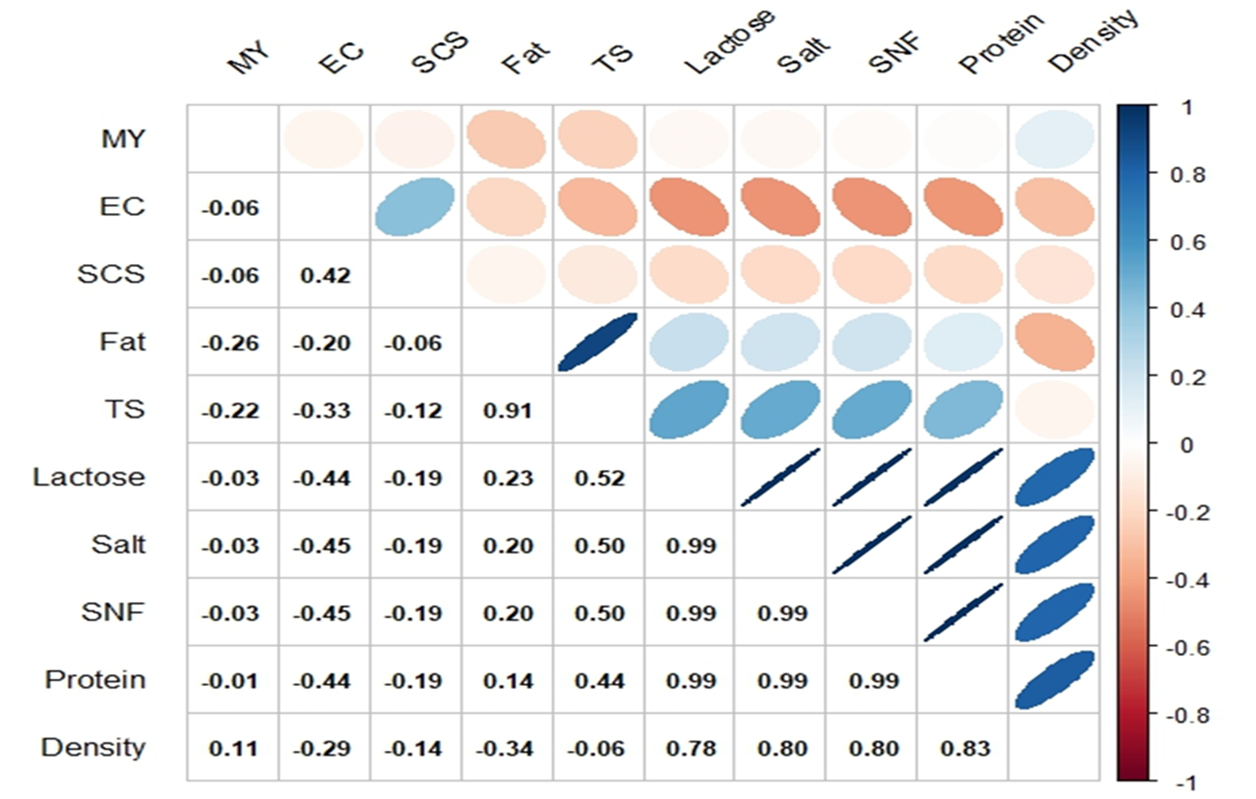 MY EC SCS Fat TS Lactose Salt SNF Protein Density
MY
EC -0.06
SCS -0.06 0.42
Fat -0.26 -0.20 -0.06
TS -0.22 -0.33 -0.12 0.91
Lactose -0.03 -0.44 -0.19 0.23 0.52
Salt -0.03 -0.45 -0.19 0.20 0.50 0.99
SNF -0.03 -0.45 -0.19 0.20 0.50 0.99 0.99
Protein -0.01 -0.44 -0.19 0.14 0.44 0.99 0.99 0.99
Density 0.11 -0.29 -0.14 -0.34 -0.06 0.78 0.80 0.80 0.83
1
0.8
0.6
0.4
0.2
0
-0.2
-0.4
-0.6
-0.8
-1